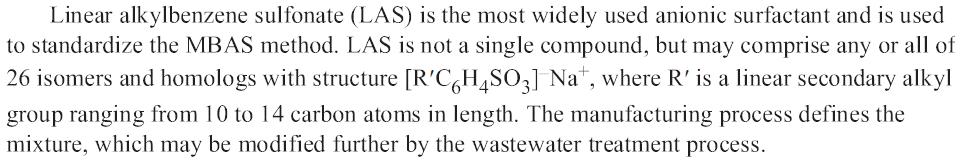 Linear alkylbenzene sulfonate (LAS) is the most widely used anionic surfactant and is used
to standardize the MBAS method. LAS is not a single compound, but may comprise any or all of
26 isomers and homologs with structure [R′C₆H₄SO₃]⁻Na⁺, where R′ is a linear secondary alkyl
group ranging from 10 to 14 carbon atoms in length. The manufacturing process defines the
mixture, which may be modified further by the wastewater treatment process.